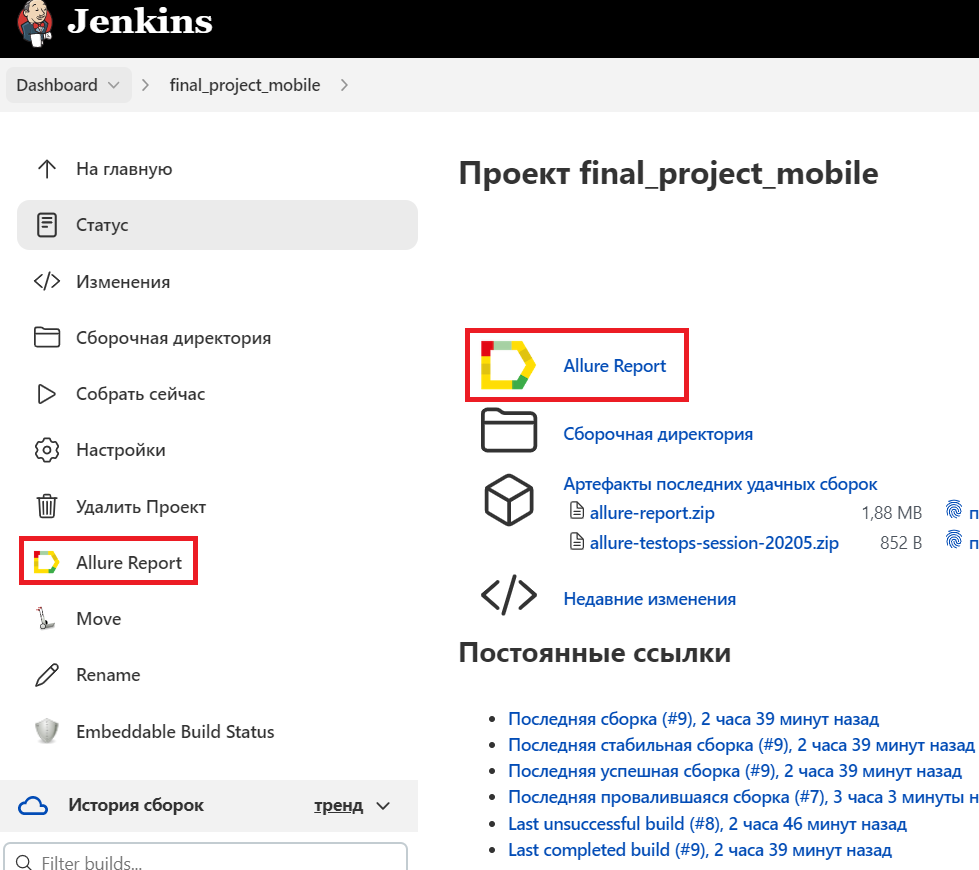 Jenkins
Dashboard
final_project_mobile
На главную
Статус
Изменения
Сборочная директория
Собрать сейчас
Настройки
Удалить Проект
Allure Report
Move
Rename
Embeddable Build Status
История сборок
тренд
Filter builds...
Проект final_project_mobile
Allure Report
Сборочная директория
Артефакты последних удачных сборок
allure-report.zip 1,88 MB п
allure-testops-session-20205.zip 852 B п
Недавние изменения
Постоянные ссылки
Последняя сборка (#9), 2 часа 39 минут назад
Последняя стабильная сборка (#9), 2 часа 39 минут назад
Последняя успешная сборка (#9), 2 часа 39 минут назад
Последняя провалившаяся сборка (#7), 3 часа 3 минуты н
Last unsuccessful build (#8), 2 часа 46 минут назад
Last completed build (#9), 2 часа 39 минут назад